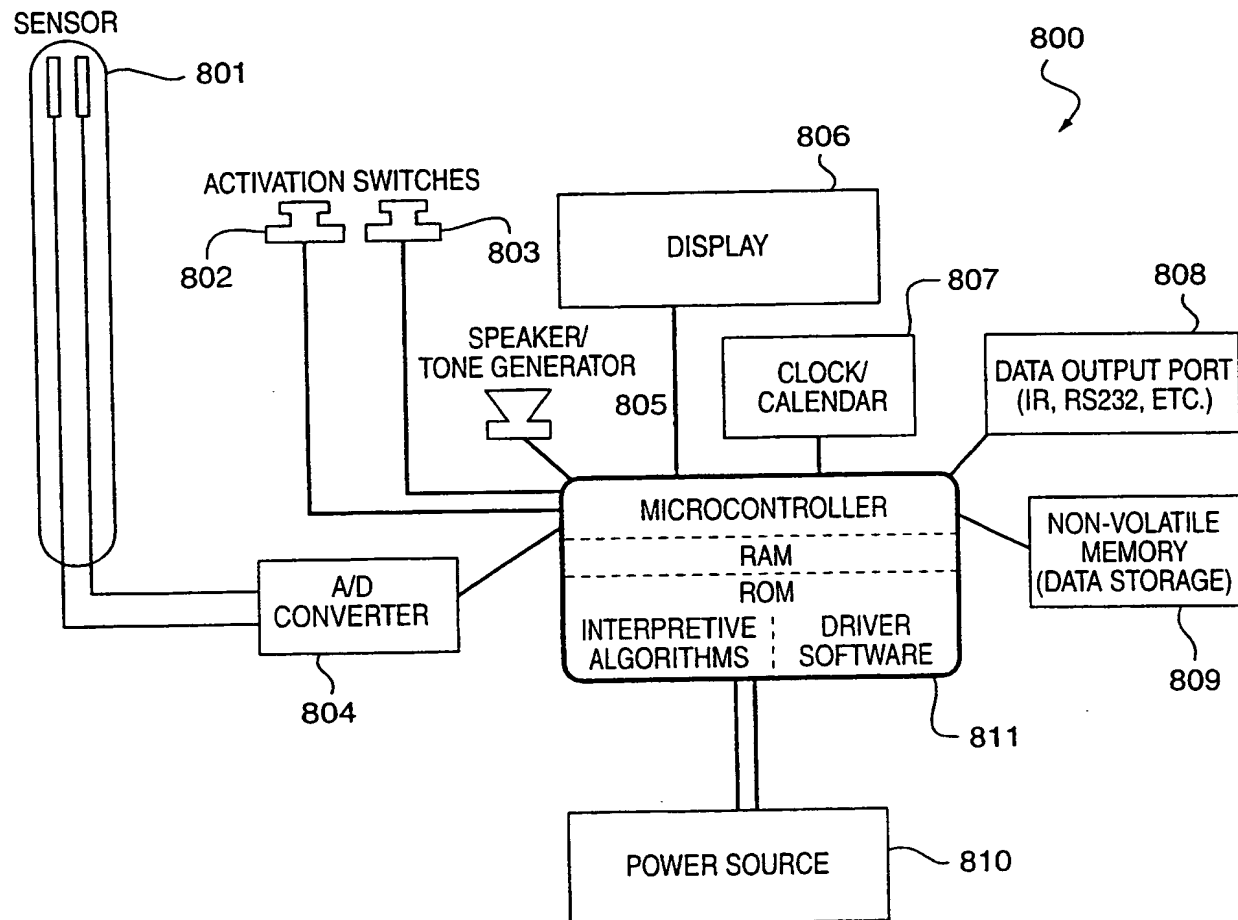 SENSOR
801
800
806
ACTIVATION SWITCHES
802
803
DISPLAY
807
808
SPEAKER/
TONE GENERATOR
805
CLOCK/
CALENDAR
DATA OUTPUT PORT
(IR, RS232, ETC.)
MICROCONTROLLER
RAM
ROM
INTERPRETIVE
ALGORITHMS
DRIVER
SOFTWARE
NON-VOLATILE
MEMORY
(DATA STORAGE)
809
A/D
CONVERTER
804
811
POWER SOURCE
810